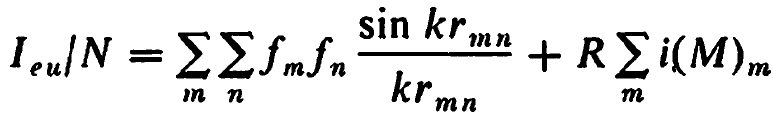 I_{eu}/N = \sum_m \sum_n f_m f_n \frac{\sin kr_{mn}}{kr_{mn}} + R \sum_m i(M)_m